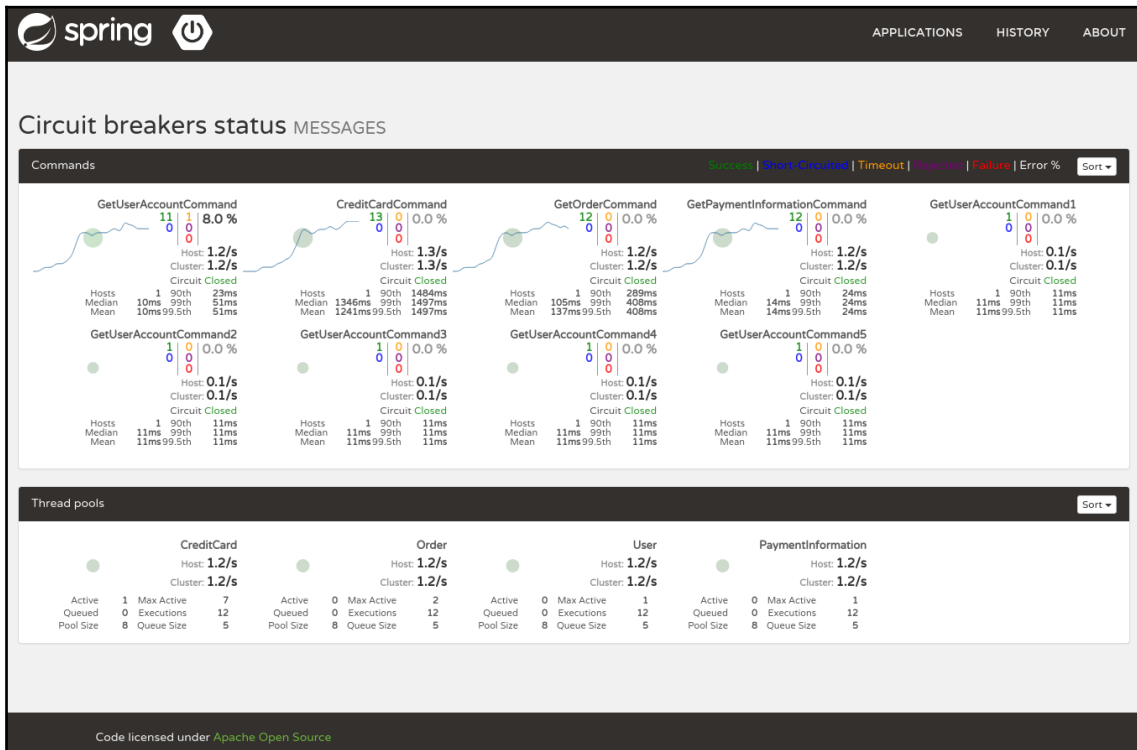 spring
APPLICATIONS HISTORY ABOUT
Circuit breakers status MESSAGES
Commands
Success | Short-Circuited | Timeout | Rejected | Failure | Error % Sort
GetUserAccountCommand
11 1 8.0 %
0 0
0
Host: 1.2/s
Cluster: 1.2/s
Circuit Closed
Hosts 1 90th 23ms
Median 10ms 99th 51ms
Mean 10ms 99.5th 51ms
CreditCardCommand
13 0 0.0 %
0 0
0
Host: 1.3/s
Cluster: 1.3/s
Circuit Closed
Hosts 1 90th 1484ms
Median 1346ms 99th 1497ms
Mean 1241ms 99.5th 1497ms
GetOrderCommand
12 0 0.0 %
0 0
0
Host: 1.2/s
Cluster: 1.2/s
Circuit Closed
Hosts 1 90th 289ms
Median 105ms 99th 408ms
Mean 137ms 99.5th 408ms
GetPaymentInformationCommand
12 0 0.0 %
0 0
0
Host: 1.2/s
Cluster: 1.2/s
Circuit Closed
Hosts 1 90th 24ms
Median 14ms 99th 24ms
Mean 14ms 99.5th 24ms
GetUserAccountCommand1
1 0 0.0 %
0 0
0
Host: 0.1/s
Cluster: 0.1/s
Circuit Closed
Hosts 1 90th 11ms
Median 11ms 99th 11ms
Mean 11ms 99.5th 11ms
GetUserAccountCommand2
1 0 0.0 %
0 0
0
Host: 0.1/s
Cluster: 0.1/s
Circuit Closed
Hosts 1 90th 11ms
Median 11ms 99th 11ms
Mean 11ms 99.5th 11ms
GetUserAccountCommand3
1 0 0.0 %
0 0
0
Host: 0.1/s
Cluster: 0.1/s
Circuit Closed
Hosts 1 90th 11ms
Median 11ms 99th 11ms
Mean 11ms 99.5th 11ms
GetUserAccountCommand4
1 0 0.0 %
0 0
0
Host: 0.1/s
Cluster: 0.1/s
Circuit Closed
Hosts 1 90th 11ms
Median 11ms 99th 11ms
Mean 11ms 99.5th 11ms
GetUserAccountCommand5
1 0 0.0 %
0 0
0
Host: 0.1/s
Cluster: 0.1/s
Circuit Closed
Hosts 1 90th 11ms
Median 11ms 99th 11ms
Mean 11ms 99.5th 11ms
Thread pools Sort
CreditCard
Host: 1.2/s
Cluster: 1.2/s
Active 1 Max Active 7
Queued 0 Executions 12
Pool Size 8 Queue Size 5
Order
Host: 1.2/s
Cluster: 1.2/s
Active 0 Max Active 2
Queued 0 Executions 12
Pool Size 8 Queue Size 5
User
Host: 1.2/s
Cluster: 1.2/s
Active 0 Max Active 1
Queued 0 Executions 12
Pool Size 8 Queue Size 5
PaymentInformation
Host: 1.2/s
Cluster: 1.2/s
Active 0 Max Active 1
Queued 0 Executions 12
Pool Size 8 Queue Size 5
Code licensed under Apache Open Source